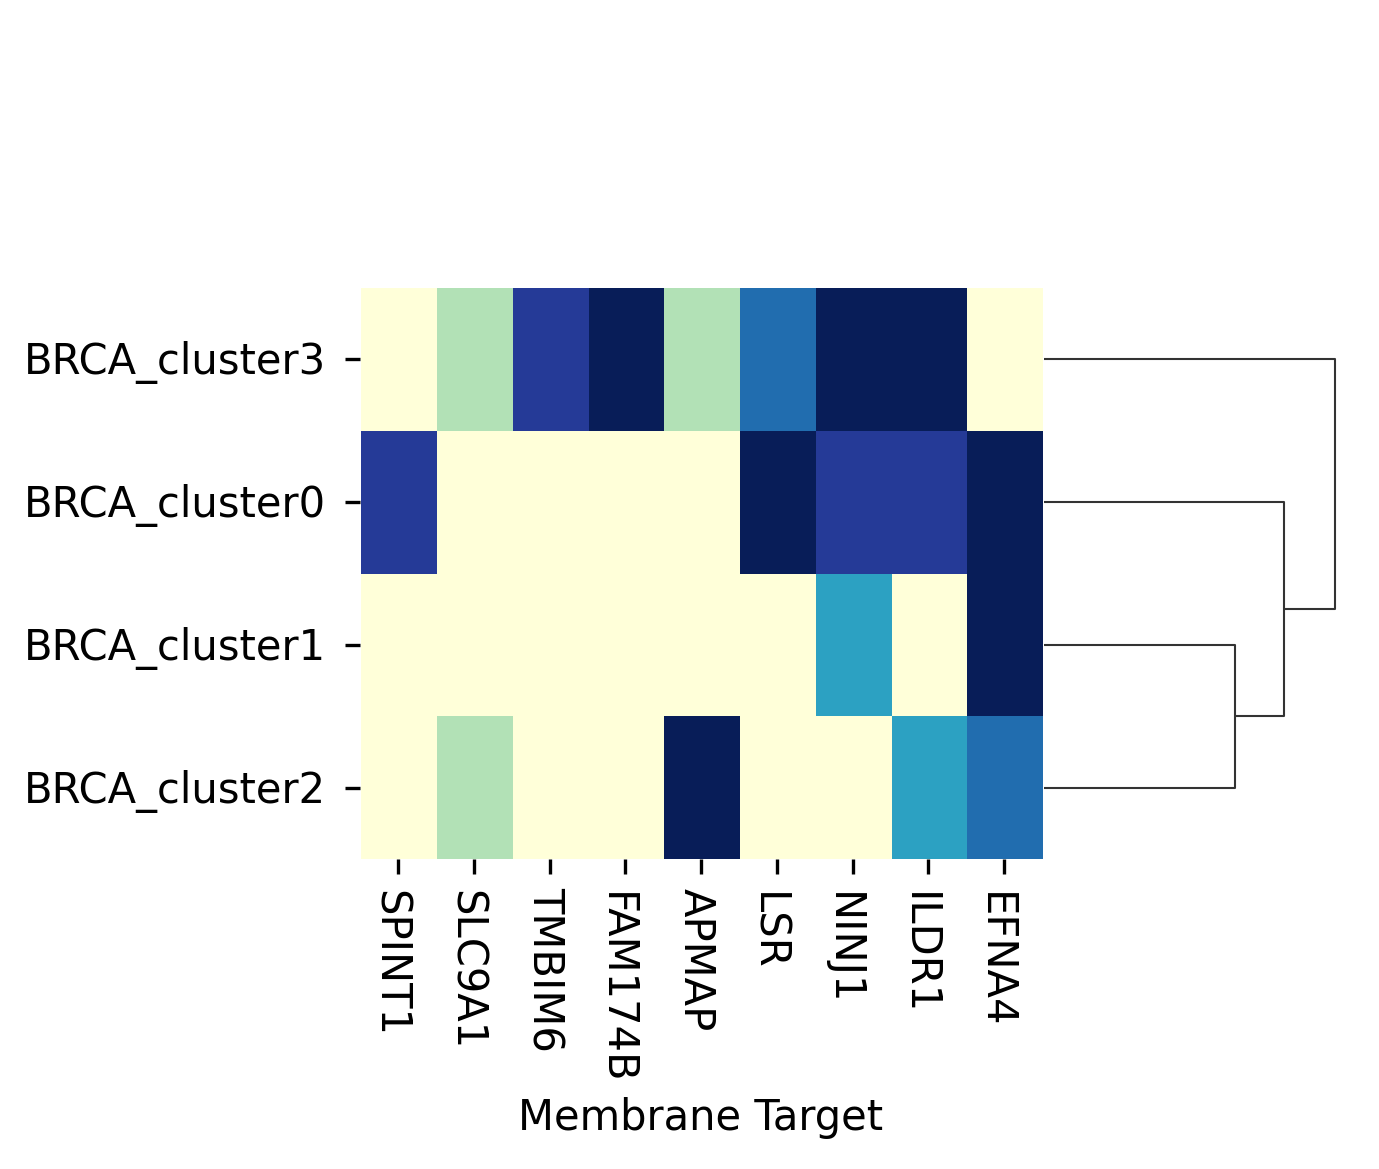 BRCA_cluster3
BRCA_cluster0
BRCA_cluster1
BRCA_cluster2
SPINT1
SLC9A1
TMBIM6
FAM174B
APMAP
LSR
NINJ1
ILDR1
EFNA4
Membrane Target